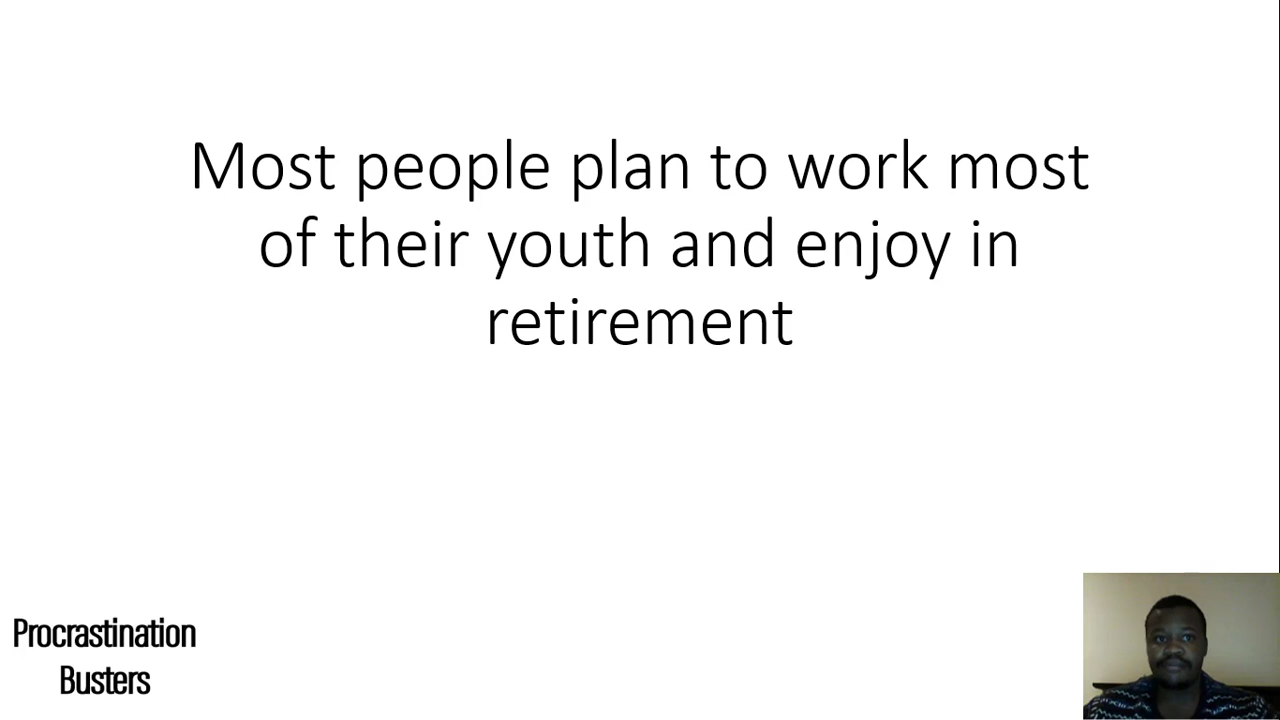 Most people plan to work most
of their youth and enjoy in
retirement
Procrastination
Busters